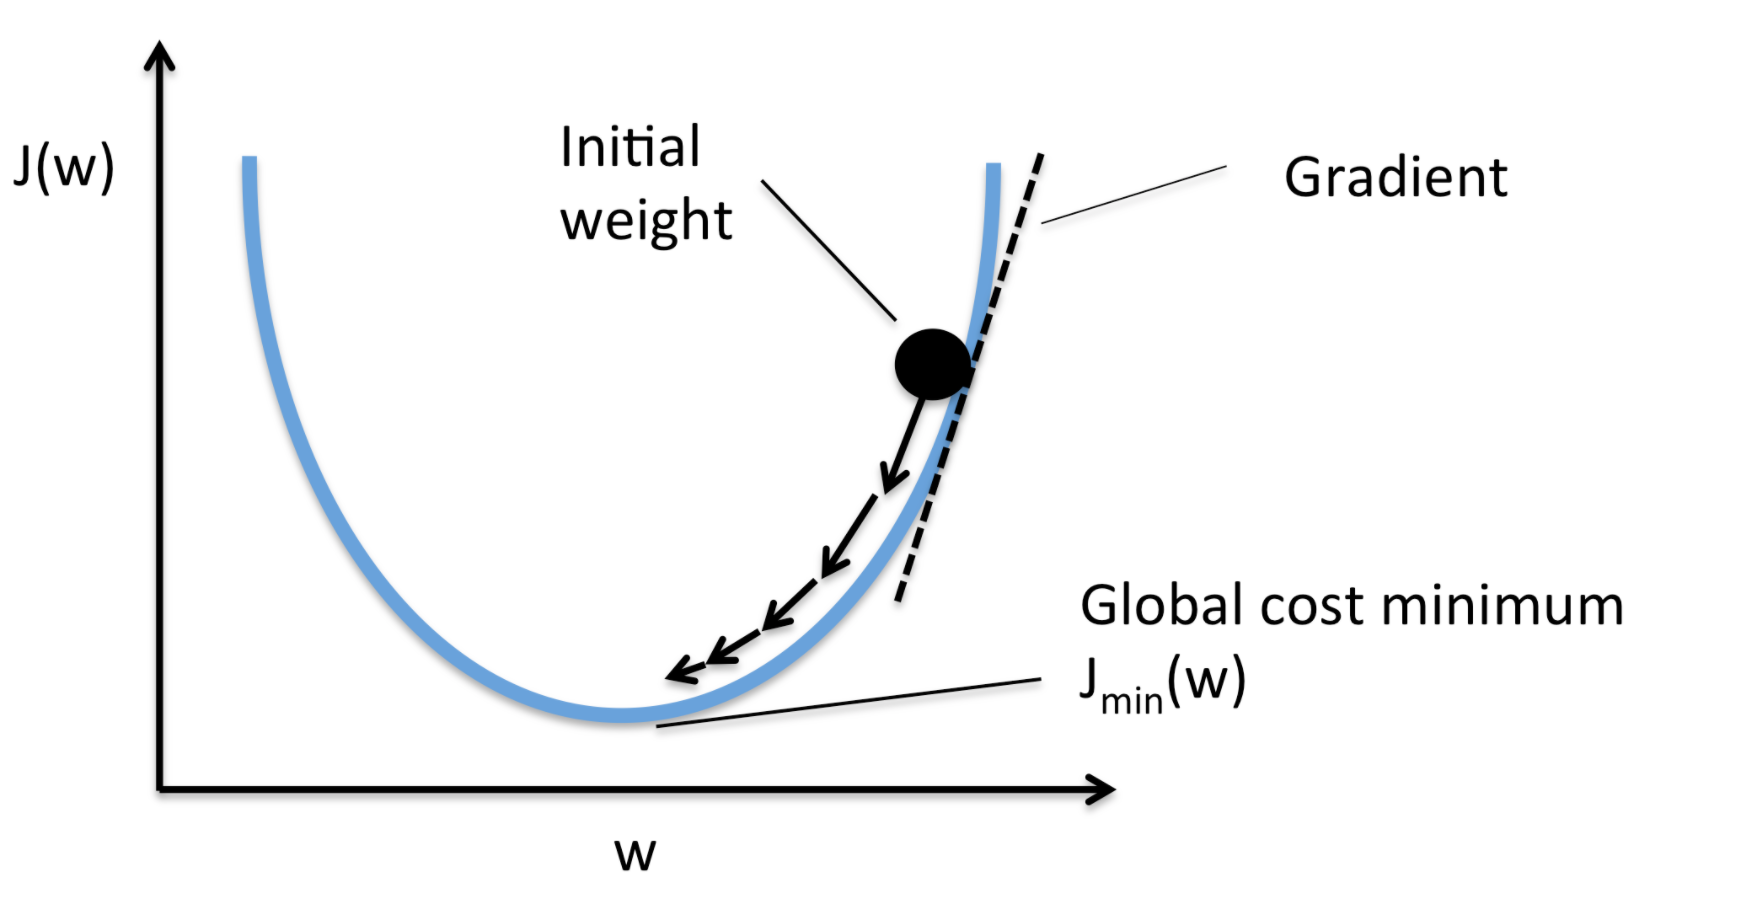 J(w)
Initial
weight
Gradient
Global cost minimum
Jmin(w)
w